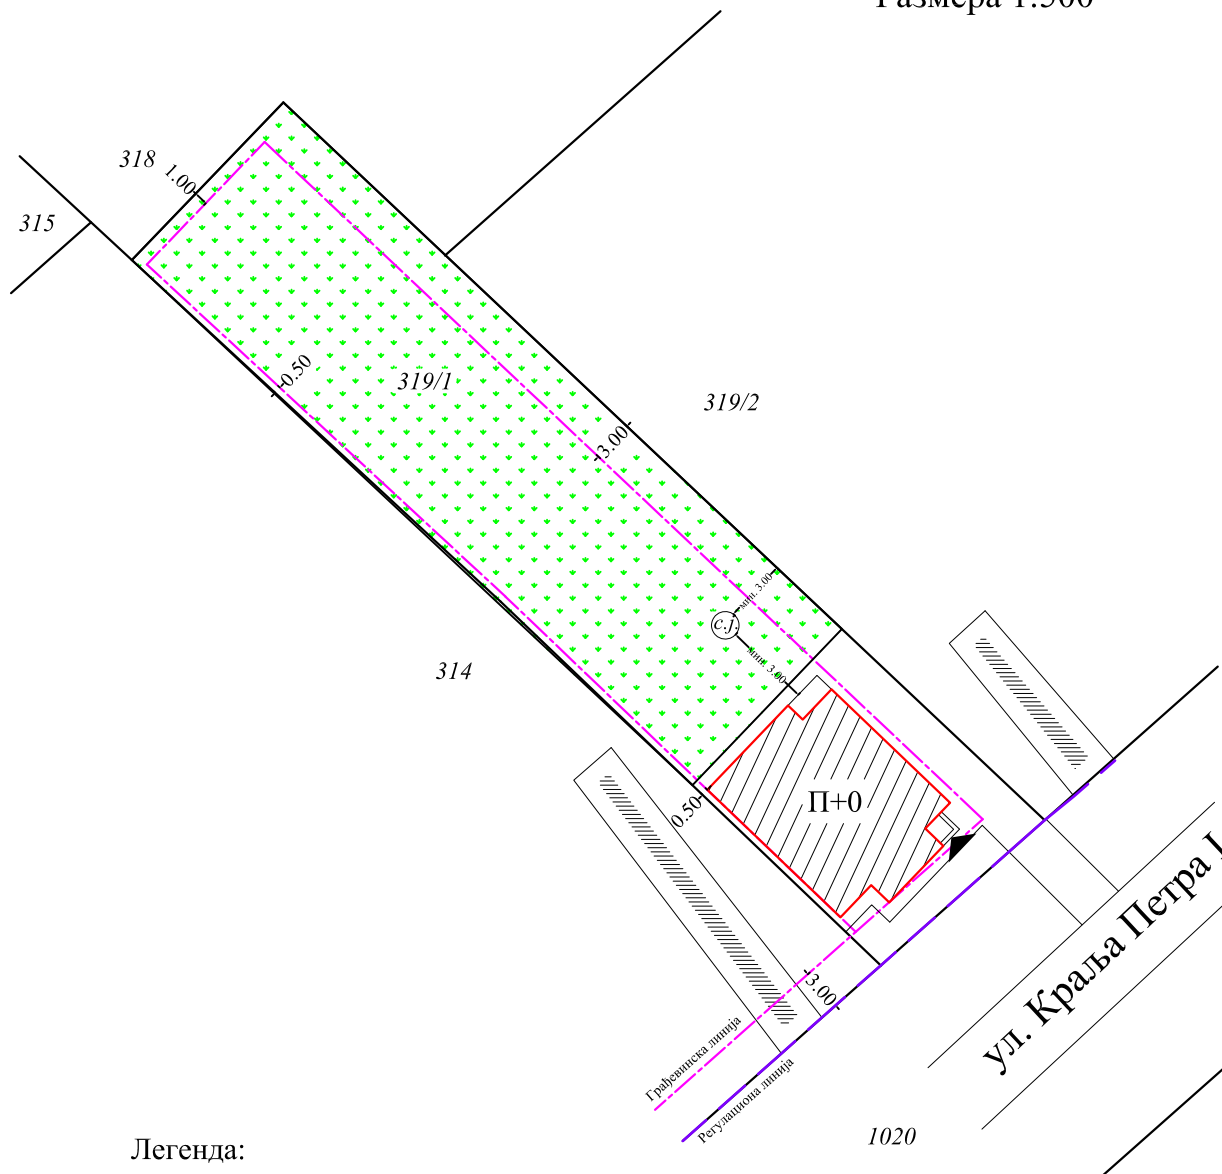 Размера 1:500
318
1.00
315
0.50
319/1
319/2
3.00
мин. 3.00
с.ј.
мин. 3.00
314
П+0
0.50
3.00
ул. Краља Петра I
Грађевинска линија
Регулациона линија
1020
Легенда: